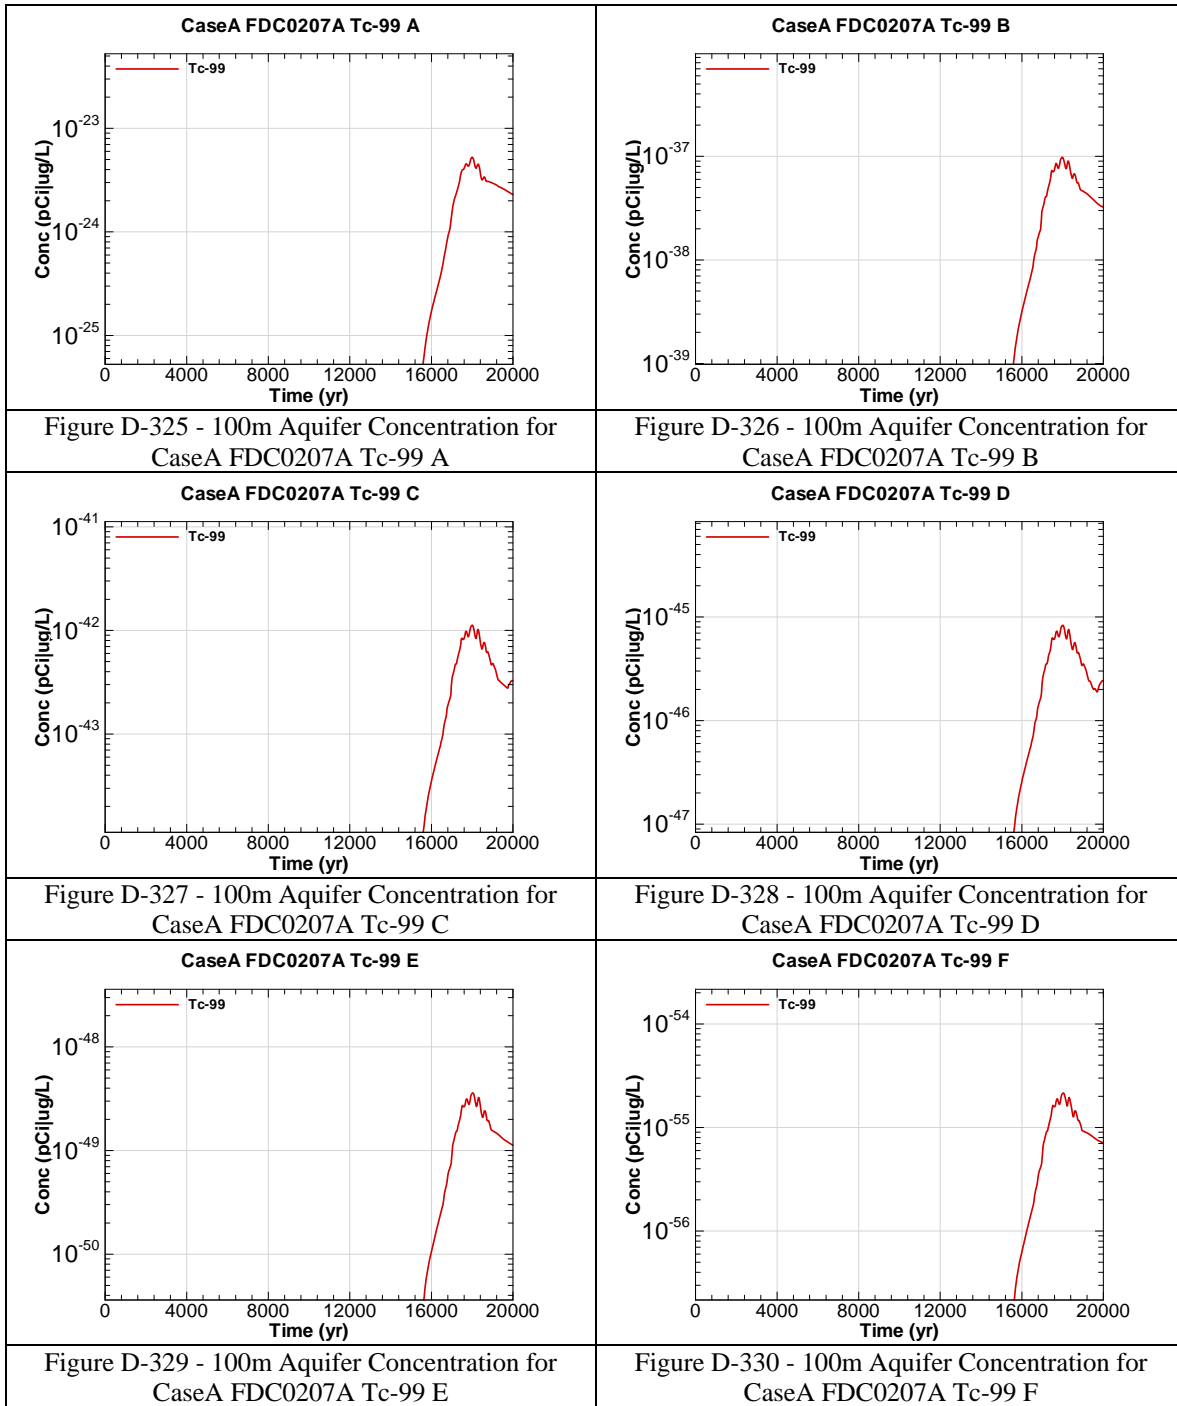 CaseA FDC0207A Tc-99 A
Tc-99
10-23
10-24
10-25
Conc (pCi|ug/L)
0 4000 8000 12000 16000 20000
Time (yr)
Figure D-325 - 100m Aquifer Concentration for
CaseA FDC0207A Tc-99 A
CaseA FDC0207A Tc-99 B
Tc-99
10-37
10-38
10-39
Conc (pCi|ug/L)
0 4000 8000 12000 16000 20000
Time (yr)
Figure D-326 - 100m Aquifer Concentration for
CaseA FDC0207A Tc-99 B
CaseA FDC0207A Tc-99 C
10-41
Tc-99
10-42
10-43
Conc (pCi|ug/L)
0 4000 8000 12000 16000 20000
Time (yr)
Figure D-327 - 100m Aquifer Concentration for
CaseA FDC0207A Tc-99 C
CaseA FDC0207A Tc-99 D
Tc-99
10-45
10-46
10-47
Conc (pCi|ug/L)
0 4000 8000 12000 16000 20000
Time (yr)
Figure D-328 - 100m Aquifer Concentration for
CaseA FDC0207A Tc-99 D
CaseA FDC0207A Tc-99 E
Tc-99
10-48
10-49
10-50
Conc (pCi|ug/L)
0 4000 8000 12000 16000 20000
Time (yr)
Figure D-329 - 100m Aquifer Concentration for
CaseA FDC0207A Tc-99 E
CaseA FDC0207A Tc-99 F
Tc-99
10-54
10-55
10-56
Conc (pCi|ug/L)
0 4000 8000 12000 16000 20000
Time (yr)
Figure D-330 - 100m Aquifer Concentration for
CaseA FDC0207A Tc-99 F